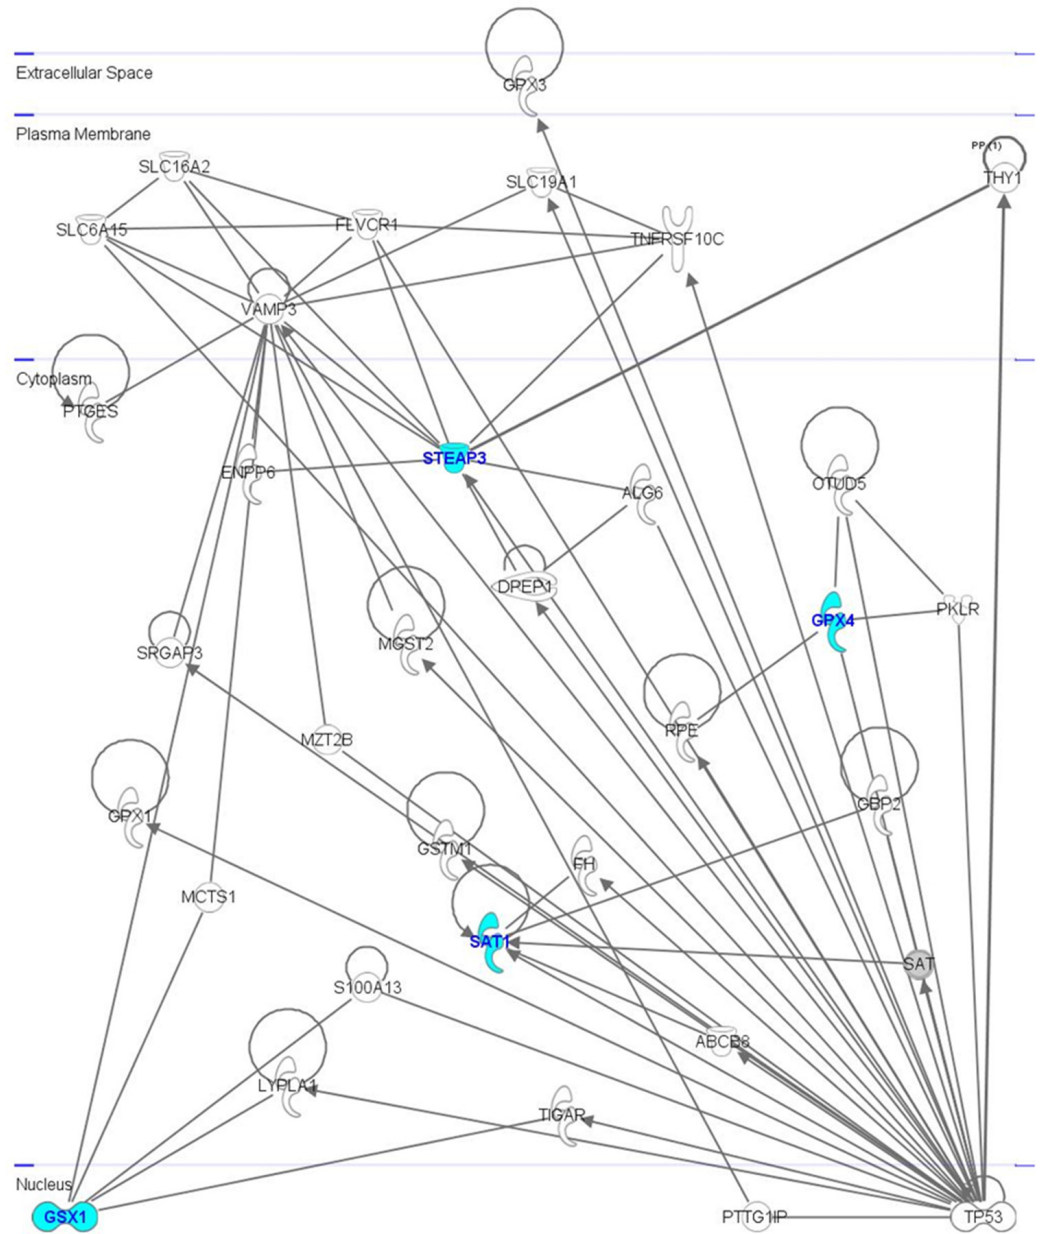 Extracellular Space
GPX3
Plasma Membrane
PP (1)
SLC16A2
SLC19A1
THY1
SLC6A15
FLVCR1
TNFRSF10C
VAMP3
Cytoplasm
PTGES
STEAP3
ENPP6
OTUD5
ALG6
DPEP1
PKLR
GPX4
MGST2
SRGAP3
RPE
MZT2B
GBP2
GPX1
GSTM1
FH
MCTS1
SAT1
SAT
S100A13
ABCB8
LYPLA1
TIGAR
Nucleus
GSX1
PTTG1IP
TP53